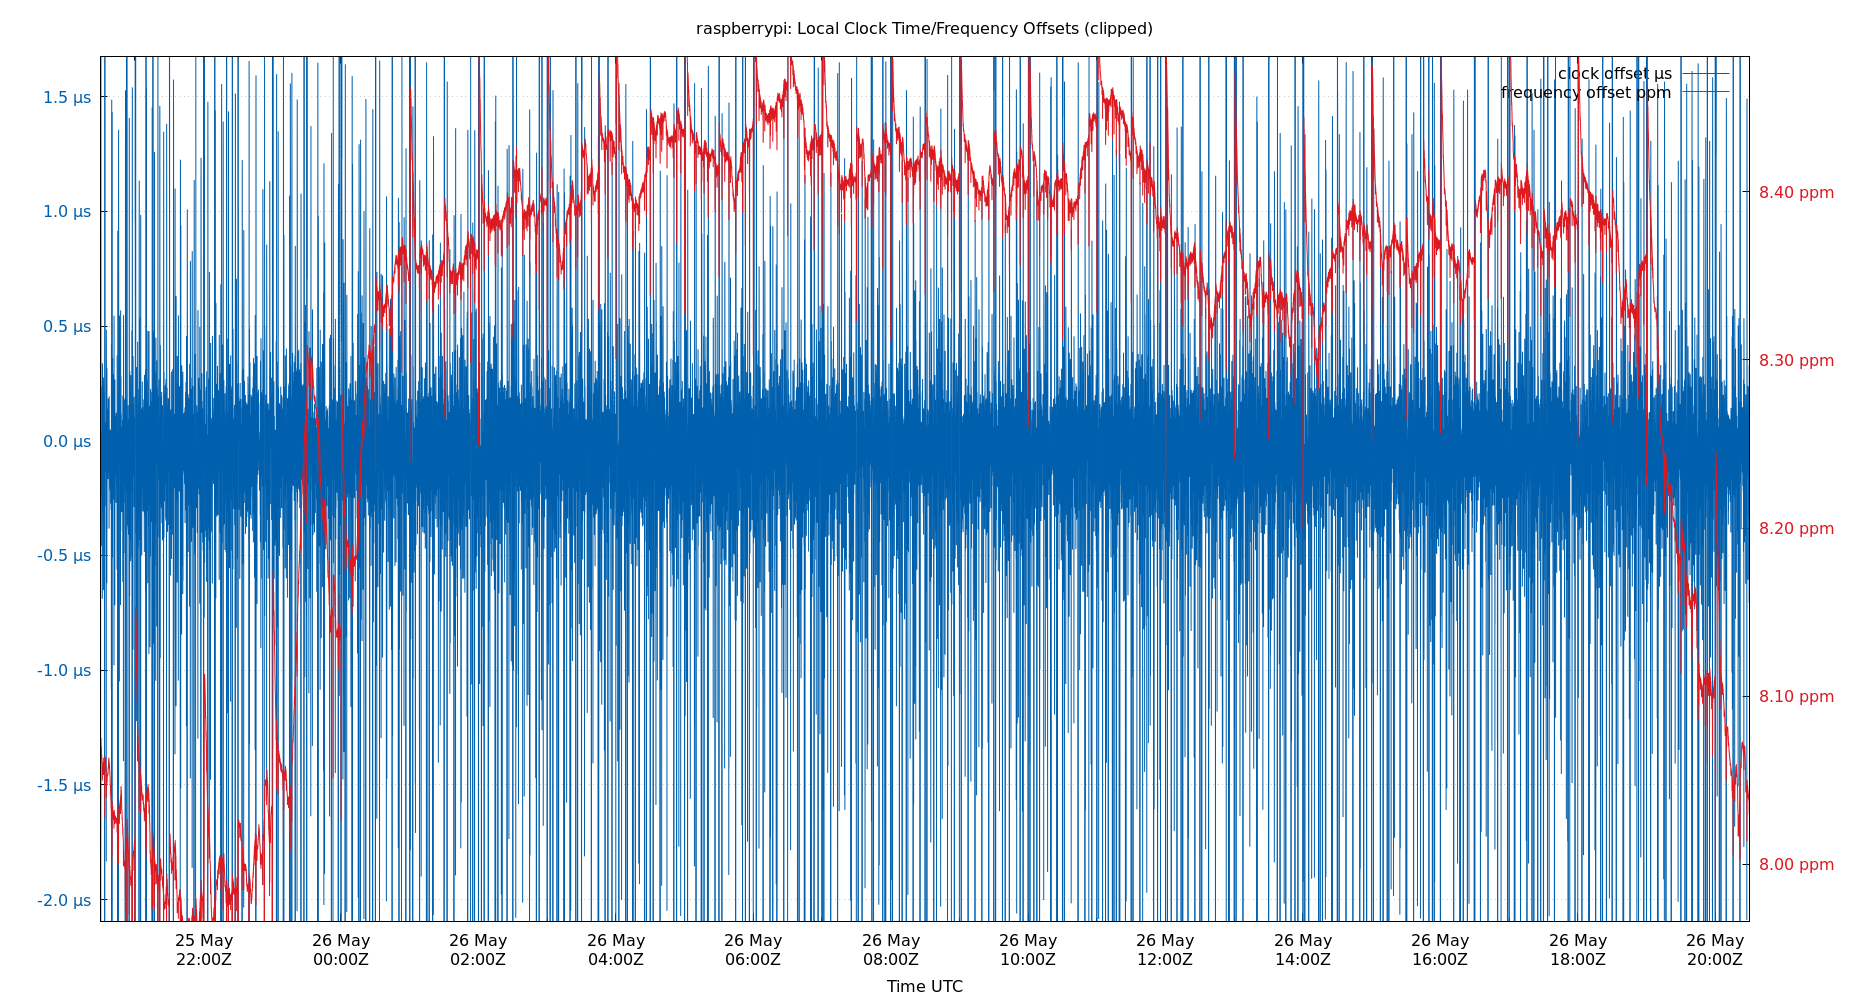 raspberrypi: Local Clock Time/Frequency Offsets (clipped)
clock offset µs
frequency offset ppm
1.5 µs
1.0 µs
0.5 µs
0.0 µs
-0.5 µs
-1.0 µs
-1.5 µs
-2.0 µs
8.40 ppm
8.30 ppm
8.20 ppm
8.10 ppm
8.00 ppm
25 May 26 May 26 May 26 May 26 May 26 May 26 May 26 May 26 May 26 May 26 May 26 May
22:00Z 00:00Z 02:00Z 04:00Z 06:00Z 08:00Z 10:00Z 12:00Z 14:00Z 16:00Z 18:00Z 20:00Z
Time UTC